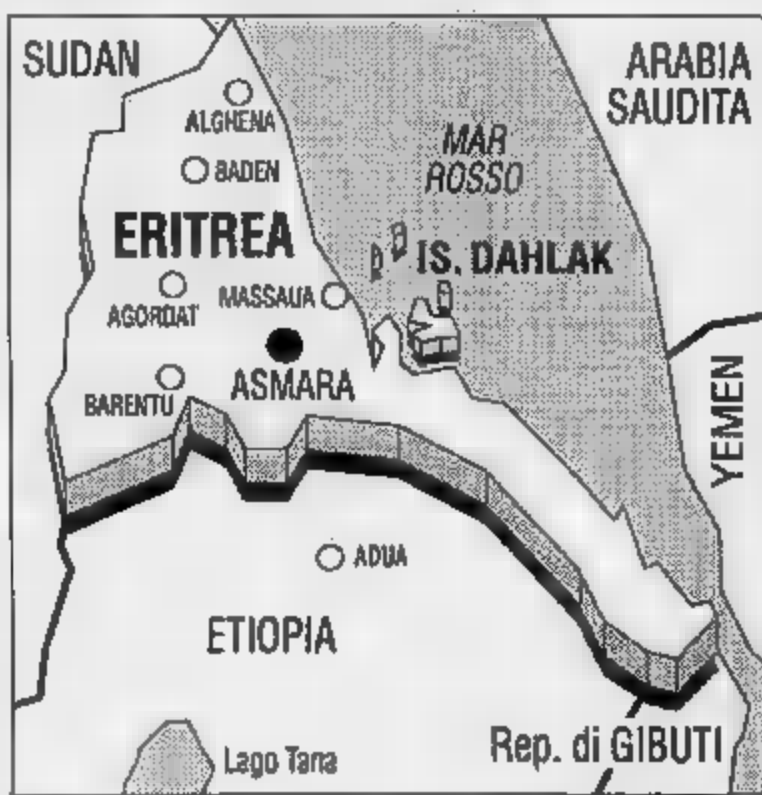 SUDAN
ARABIA
SAUDITA
ALGHENA
MAR
ROSSO
BADEN
ERITREA
IS. DAHLAK
MASSAUA
AGORDAT
ASMARA
BARENTU
YEMEN
ADUA
ETIOPIA
Rep. di GIBUTI
Lago Tana